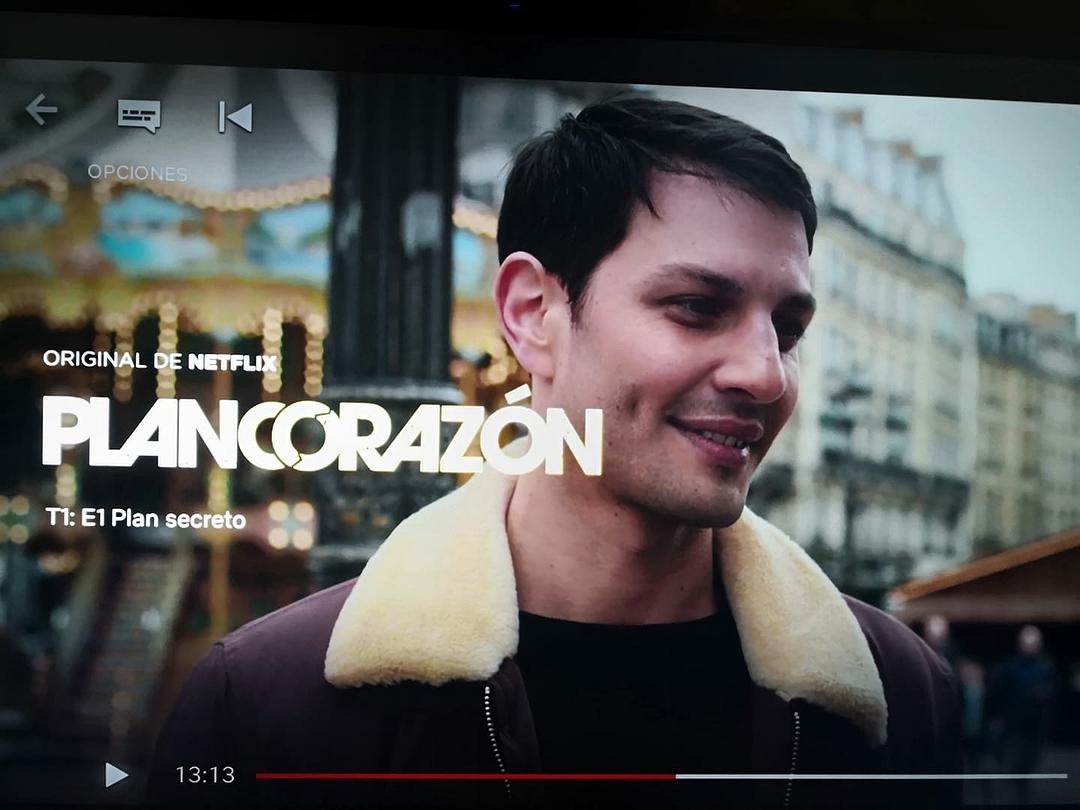 OPCIONES
ORIGINAL DE NETFLIX
PLANCORAZÓN
T1: E1 Plan secreto
13:13